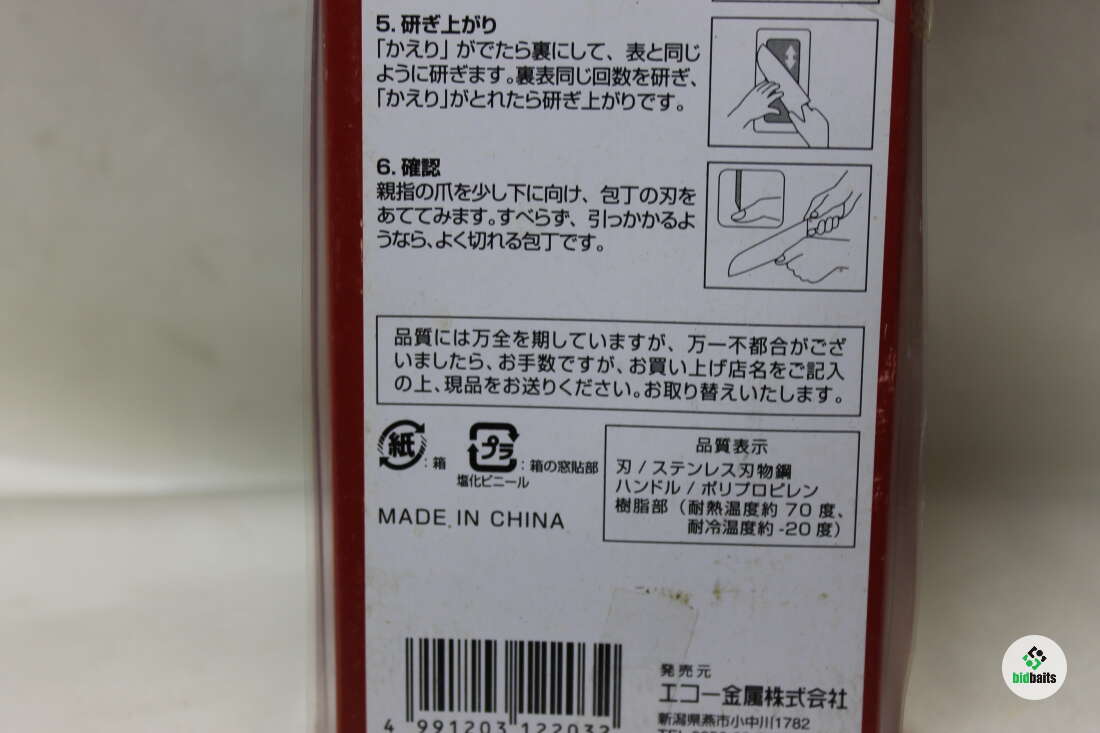 5. 研ぎ上がり
「かえり」がでたら裏にして、表と同じ
ように研ぎます。裏表同じ回数を研ぎ、
「かえり」がとれたら研ぎ上がりです。
6. 確認
親指の爪を少し下に向け、包丁の刃を
あててみます。すべらず、引っかかるよ
うなら、よく切れる包丁です。
品質には万全を期していますが、万一不都合がござ
いましたら、お手数ですが、お買い上げ店名をご記入
の上、現品をお送りください。お取り替えいたします。
紙 : 箱
プラ : 箱の窓貼部
塩化ビニール
MADE IN CHINA
品質表示
刃 / ステンレス刃物鋼
ハンドル / ポリプロピレン
樹脂部 (耐熱温度約 70 度、
耐冷温度約 -20 度)
4 991203 122032
発売元
エコー金属株式会社
新潟県燕市小中川1782
bidbaits